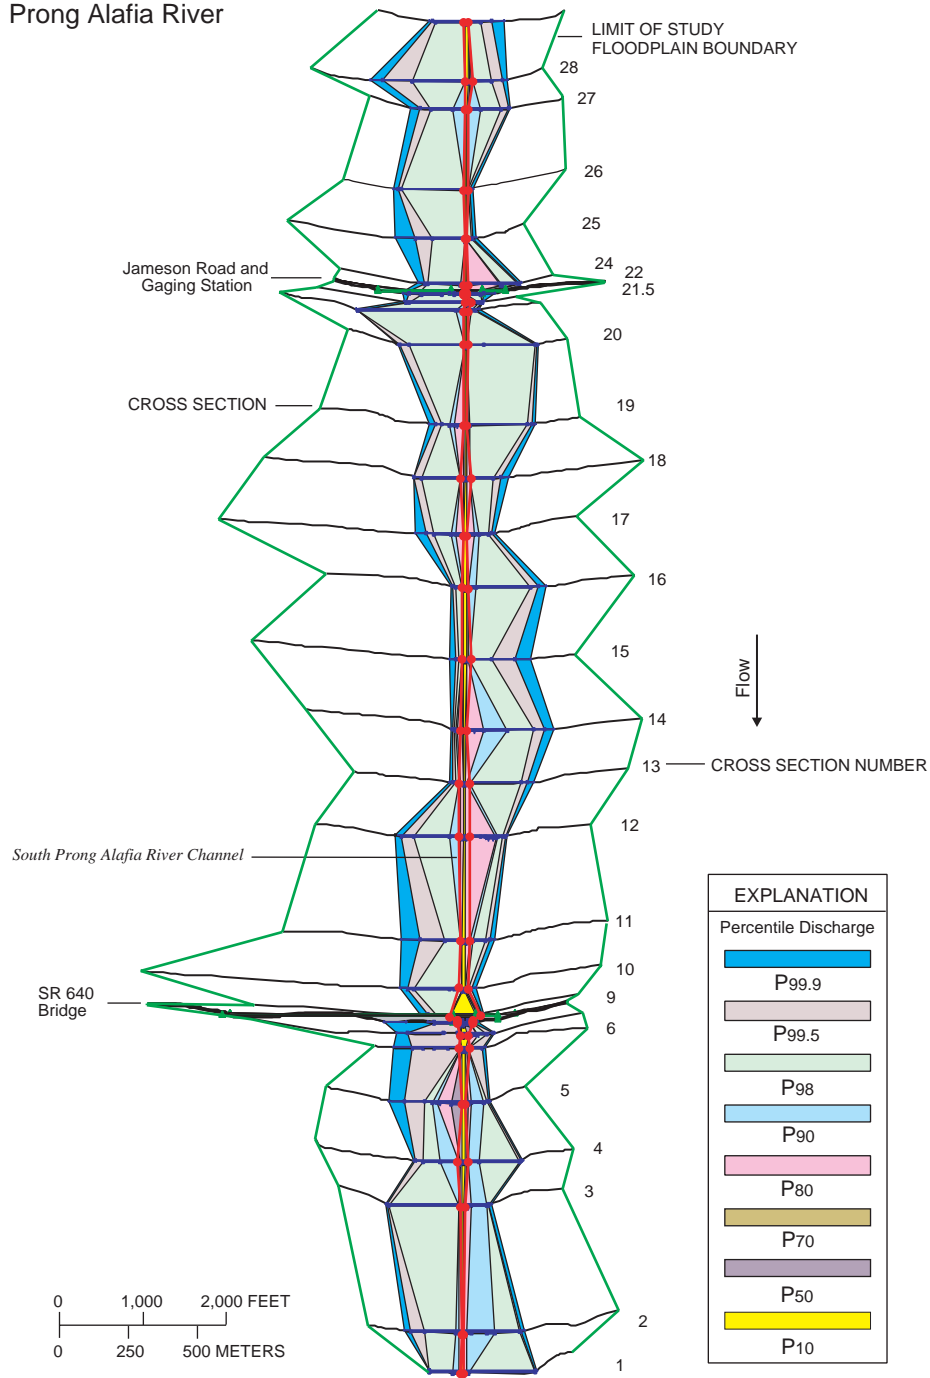 Prong Alafia River
LIMIT OF STUDY
FLOODPLAIN BOUNDARY
28
27
26
25
24
22
21.5
Jameson Road and
Gaging Station
20
CROSS SECTION
19
18
17
16
15
Flow
14
13
CROSS SECTION NUMBER
12
South Prong Alafia River Channel
11
10
9
SR 640
Bridge
6
5
4
3
2
1
EXPLANATION
Percentile Discharge
P99.9
P99.5
P98
P90
P80
P70
P50
P10
0 1,000 2,000 FEET
0 250 500 METERS